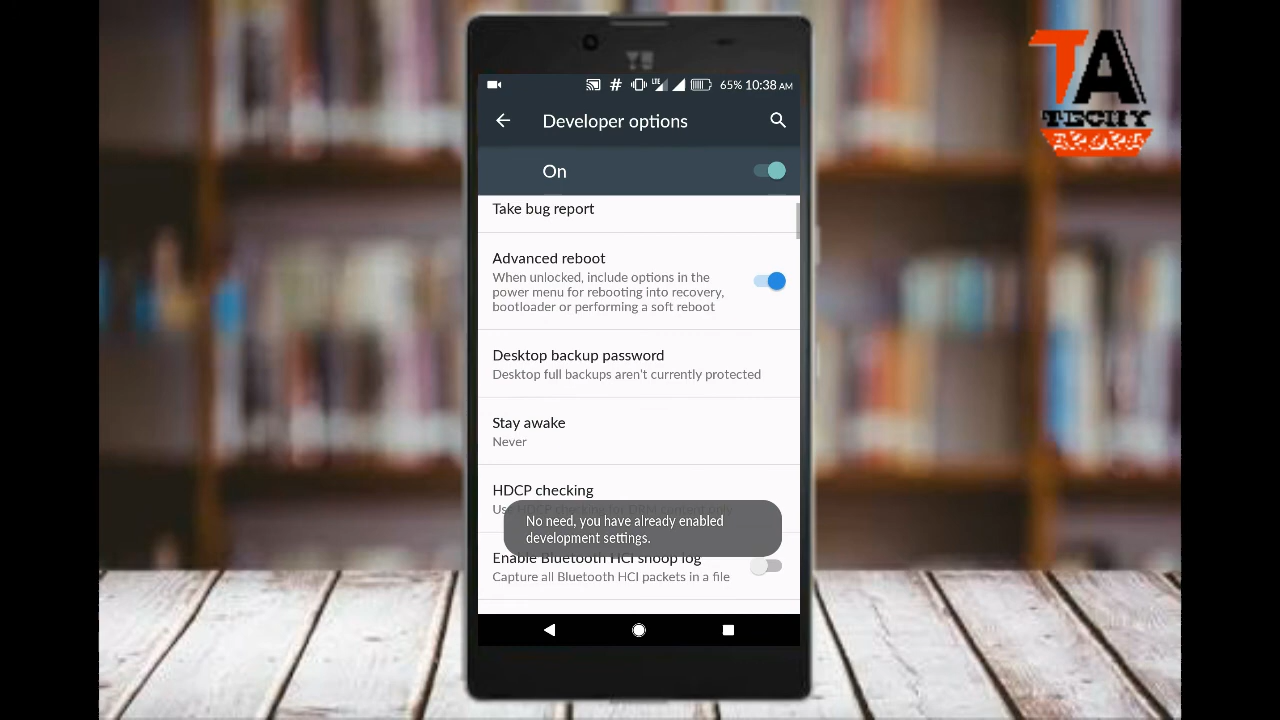 YU
65% 10:38 AM
Developer options
On
Take bug report
Advanced reboot
When unlocked, include options in the
power menu for rebooting into recovery,
bootloader or performing a soft reboot
Desktop backup password
Desktop full backups aren't currently protected
Stay awake
Never
HDCP checking
No need, you have already enabled
development settings.
Enable Bluetooth HCI snoop log
Capture all Bluetooth HCI packets in a file
TA
TECHY